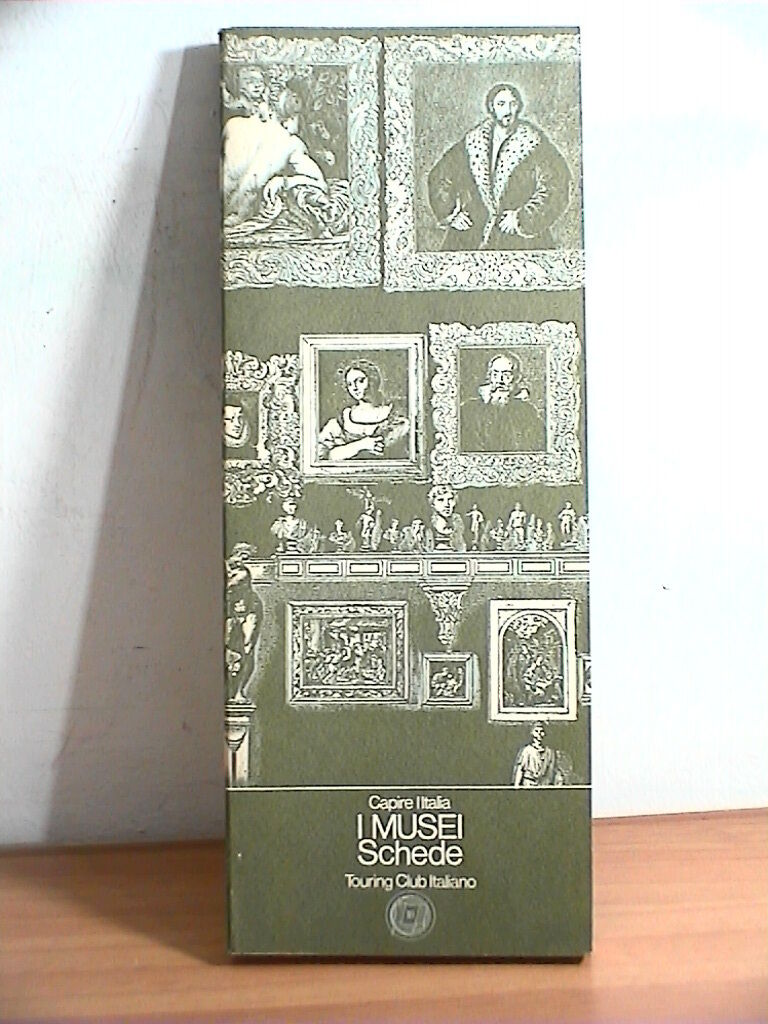 Capire l'Italia
I MUSEI
Schede
Touring Club Italiano